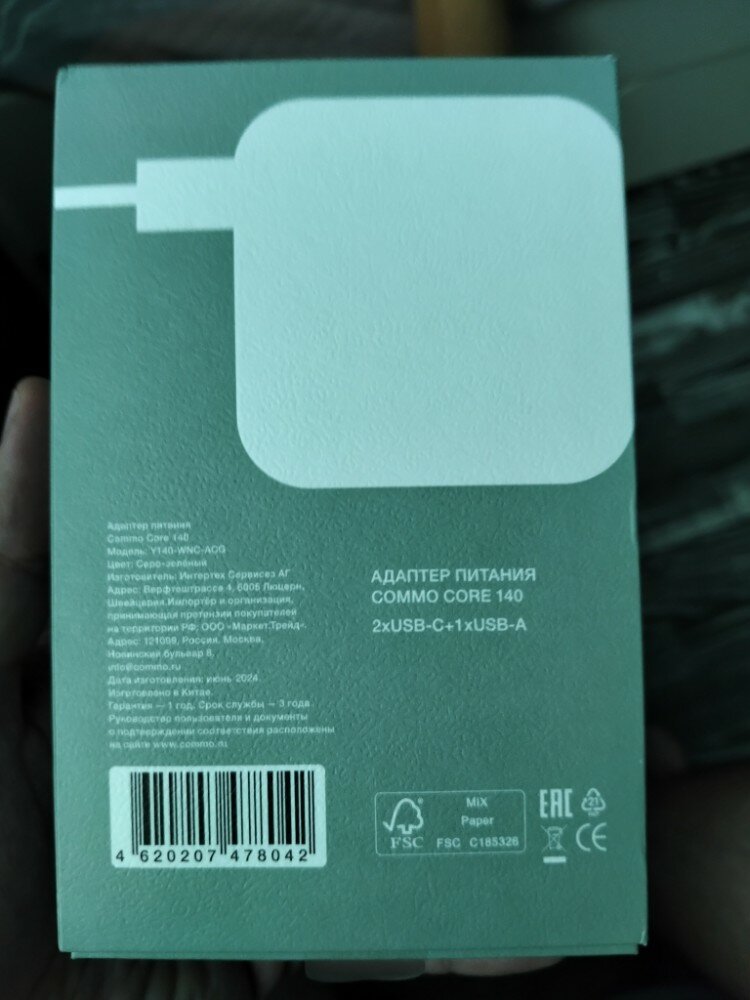 Адаптер питания
Commo Core 140
Модель: Y140-WNC-ACG
Цвет: Серо-зелёный
Изготовитель: Интертех Сервисез АГ
Адрес: Верфтештрассе 4, 6005 Люцерн,
Швейцария.Импортёр и организация,
принимающая претензии покупателей
на территории РФ: ООО «Маркет.Трейд».
Адрес: 121099, Россия, Москва,
Новинский бульвар 8,
info@commo.ru
Дата изготовления: июнь 2024
Изготовлено в Китае
Гарантия — 1 год. Срок службы — 3 года
Руководство пользователя и документы
о подтверждении соответствия расположены
на сайте www.commo.ru
4 620207 478042
АДАПТЕР ПИТАНИЯ
COMMO CORE 140
2xUSB-C+1xUSB-A
FSC
MIX
Paper
FSC C185326
EAC
21
CE